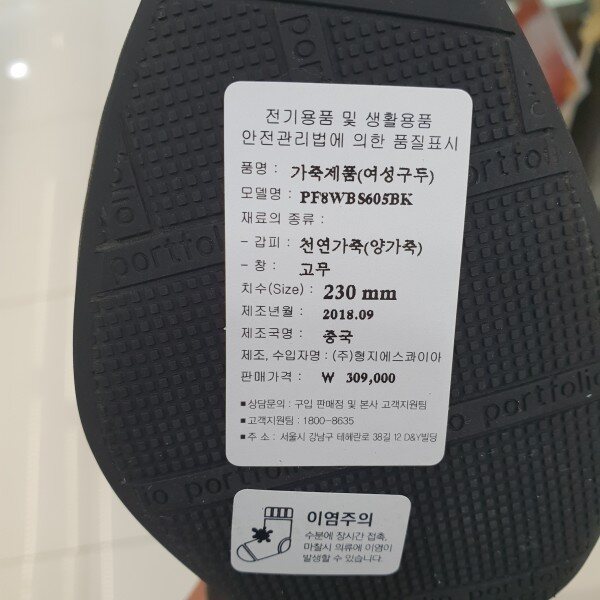 portfolio
전기용품 및 생활용품
안전관리법에 의한 품질표시
품명 : 가죽제품(여성구두)
모델명 : PF8WBS605BK
재료의 종류 :
- 갑피 : 천연가죽(양가죽)
- 창 : 고무
치수(Size) : 230 mm
제조년월 : 2018.09
제조국명 : 중국
제조, 수입자명 : (주)형지에스콰이아
판매가격 : ₩ 309,000
■ 상담문의 : 구입 판매점 및 본사 고객지원팀
■ 고객지원팀 : 1800-8635
■ 주 소 : 서울시 강남구 테헤란로 38길 12 D&Y빌딩
portfolio
portfolio
이염주의
수분에 장시간 접촉,
마찰시 의류에 이염이
발생할 수 있습니다.